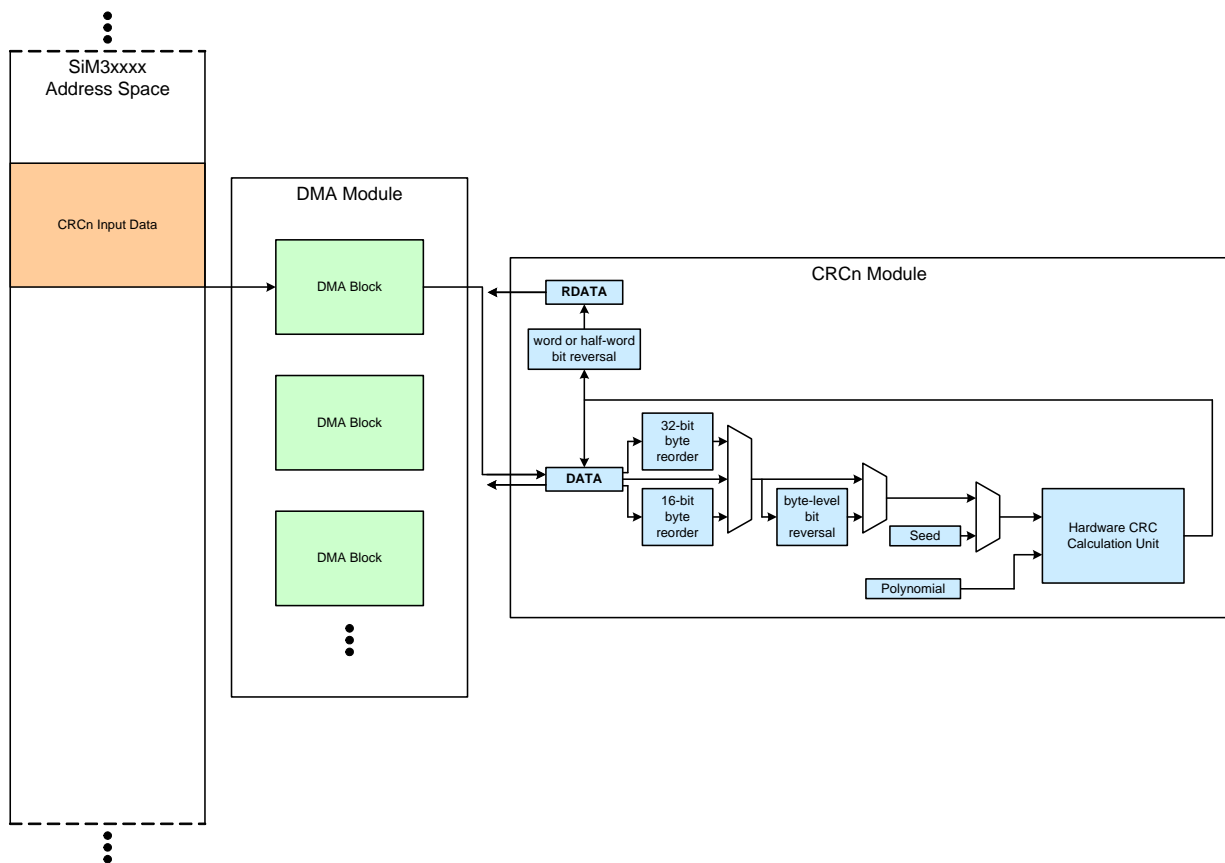 SiM3xxxx
Address Space
CRCn Input Data
DMA Module
DMA Block
DMA Block
DMA Block
CRCn Module
RDATA
word or half-word
bit reversal
DATA
32-bit
byte
reorder
16-bit
byte
reorder
byte-level
bit
reversal
Seed
Polynomial
Hardware CRC
Calculation Unit